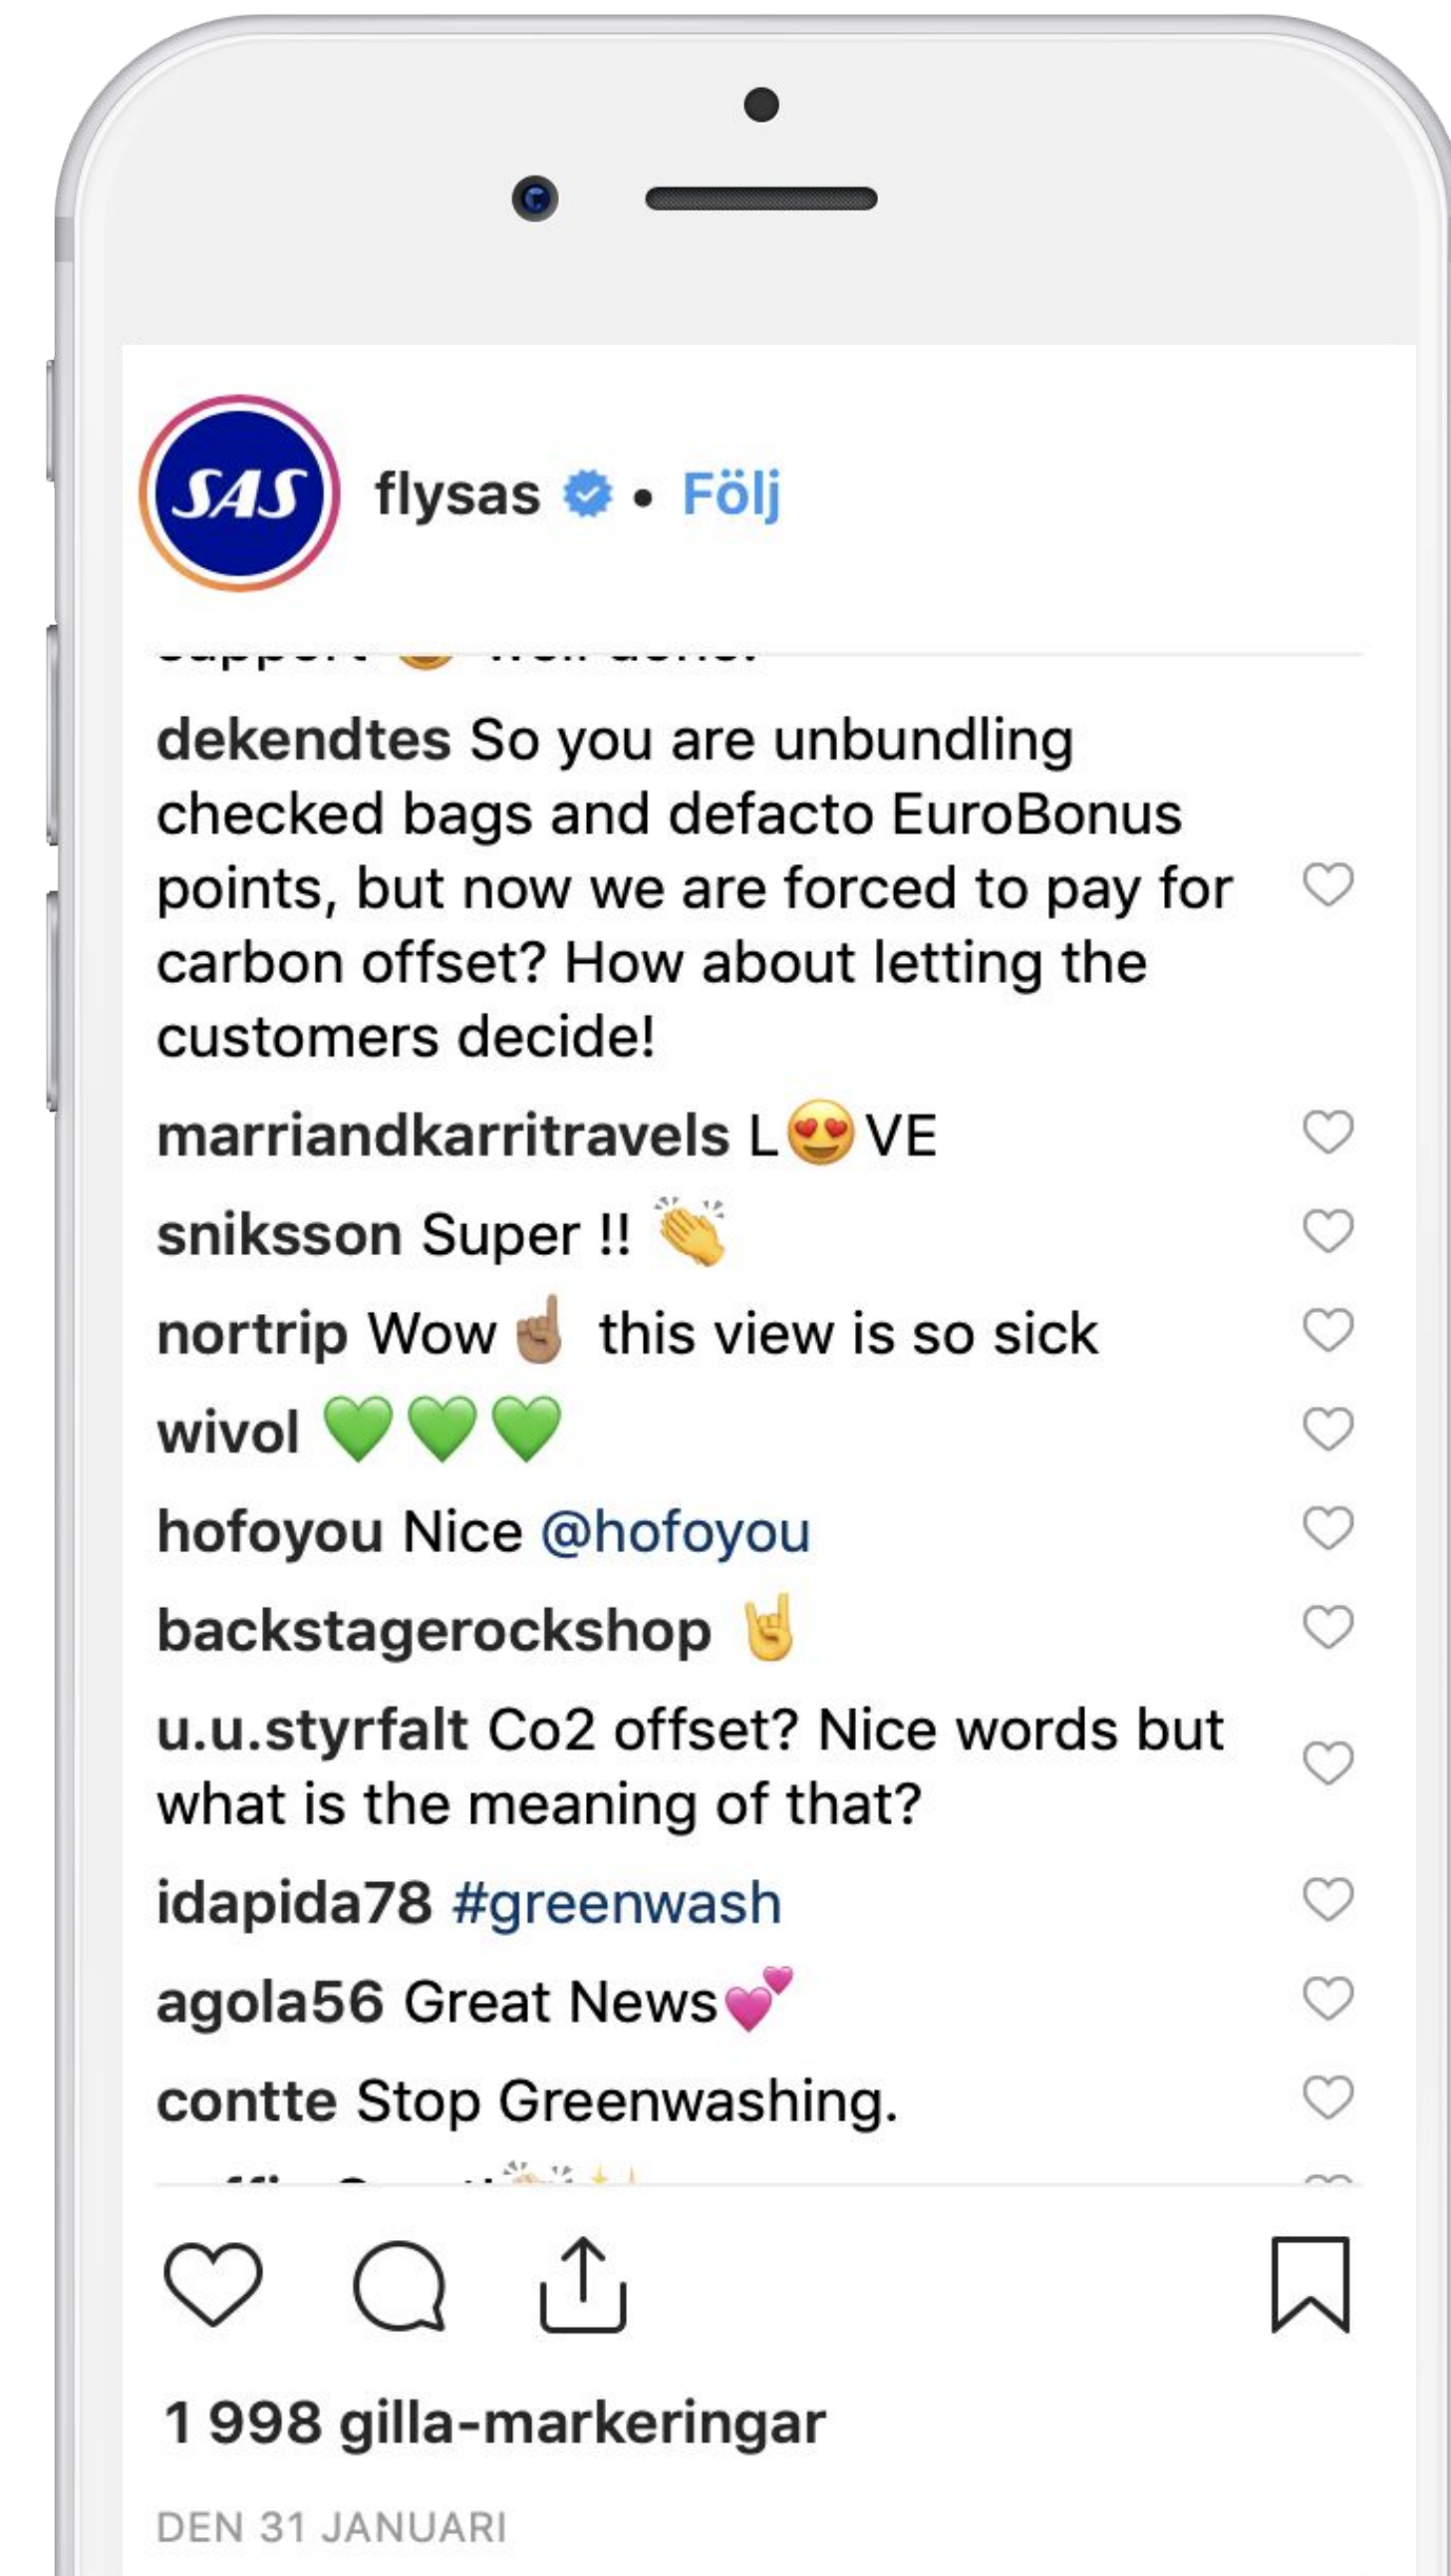 SAS
flysas • Följ
dekendtes So you are unbundling
checked bags and defacto EuroBonus
points, but now we are forced to pay for
carbon offset? How about letting the
customers decide!
marriandkarritravels L😍VE
sniksson Super !! 👏
nortrip Wow☝🏽 this view is so sick
wivol 💚💚💚
hofoyou Nice @hofoyou
backstagerockshop 🤘
u.u.styrfalt Co2 offset? Nice words but
what is the meaning of that?
idapida78 #greenwash
agola56 Great News💕
contte Stop Greenwashing.
1 998 gilla-markeringar
DEN 31 JANUARI